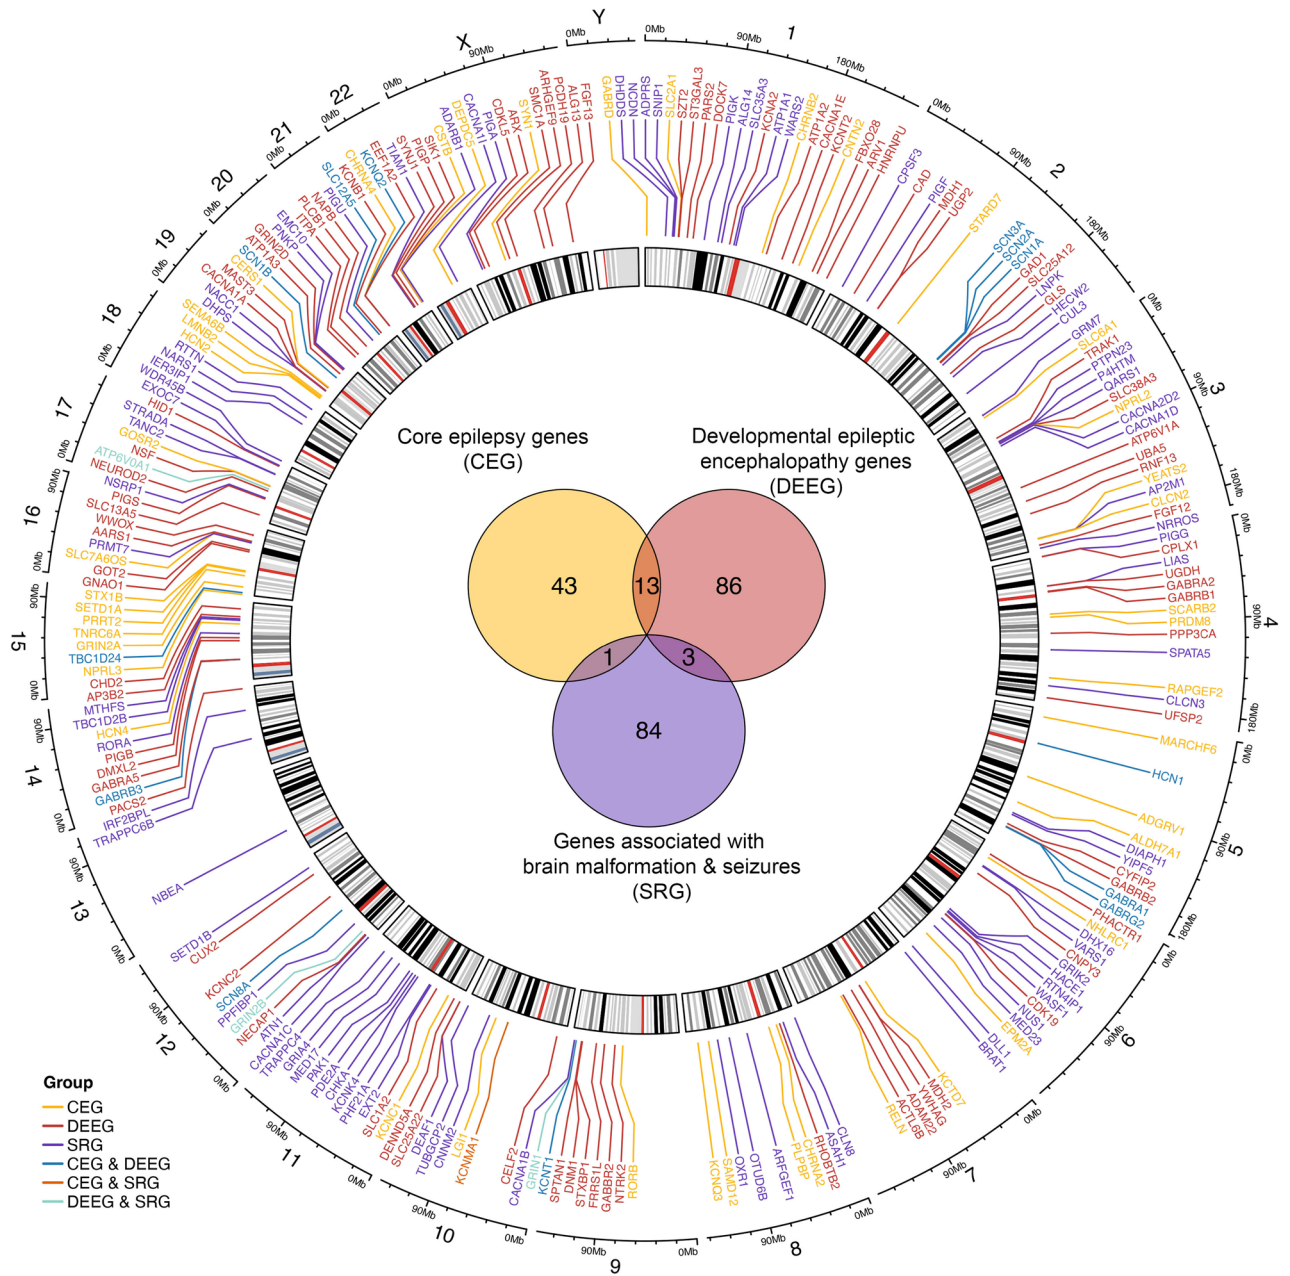 Y
1
2
3
4
5
6
7
8
9
10
11
12
13
14
15
16
17
18
19
20
21
22
X
0Mb
90Mb
180Mb
GABRD
DHDDS
NCDN
ADPRS
SNIP1
SLC2A1
SZT2
ST3GAL3
PARS2
DOCK7
PIGK
ALG14
SLC35A3
KCNA2
ATP1A1
WARS2
CHRNB2
ATP1A2
CACNA1E
KCNT2
CNTN2
FBXO28
ARV1
HNRNPU
CPSF3
CAD
PIGF
MDH1
UGP2
STARD7
SCN3A
SCN2A
SCN1A
GAD1
SLC25A12
LNPK
GLS
HECW2
CUL3
GRM7
SLC6A1
TRAK1
PTPN23
P4HTM
QARS1
SLC38A3
NPRL2
CACNA2D2
CACNA1D
ATP6V1A
UBA5
RNF13
YEATS2
AP2M1
CLCN2
FGF12
NRROS
PIGG
CPLX1
LIAS
UGDH
GABRA2
GABRB1
SCARB2
PRDM8
PPP3CA
SPATA5
RAPGEF2
CLCN3
UFSP2
MARCHF6
HCN1
ADGRV1
ALDH7A1
DIAPH1
YIPF5
CYFIP2
GABRB2
GABRA1
GABRG2
PHACTR1
NHLRC1
DHX16
VARS1
CNPY3
GRIK2
HACE1
RTN4IP1
WASF1
CDK19
NUS1
MED23
EPM2A
DLL1
BRAT1
KCTD7
MDH2
YWHAG
ADAM22
ACTL6B
RELN
CLN8
ASAH1
RHOBTB2
CHRNA2
PLPBP
ARFGEF1
OTUD6B
OXR1
SAMD12
KCNQ3
RORB
NTRK2
GABBR2
FRRS1L
STXBP1
DNM1
SPTAN1
KCNT1
GRIN1
CACNA1B
CELF2
KCNMA1
LGI1
CNNM2
TUBGCP2
DEAF1
SLC25A22
DENND5A
KCNC1
SLC1A2
EXT2
PHF21A
KCNK4
CHKA
PDE2A
PAK1
MED17
GRIA4
TRAPPC4
CACNA1C
ATN1
NECAP1
GRIN2B
PPFIBP1
SCN8A
KCNC2
CUX2
SETD1B
NBEA
TRAPPC6B
IRF2BPL
PACS2
GABRB3
GABRA5
DMXL2
PIGB
RORA
HCN4
TBC1D2B
MTHFS
AP3B2
CHD2
NPRL3
TBC1D24
GRIN2A
TNRC6A
PRRT2
SETD1A
STX1B
GNAO1
GOT2
SLC7A6OS
PRMT7
AARS1
WWOX
SLC13A5
PIGS
NSRP1
NEUROD2
ATP6V0A1
NSF
GOSR2
TANC2
STRADA
HID1
EXOC7
WDR45B
IER3IP1
NARS1
RTTN
HCN2
LMNB2
SEMA6B
DHPS
NACC1
CACNA1A
MAST3
CERS1
SCN1B
ATP1A3
GRIN2D
PNKP
EMC10
ITPA
PLCB1
NAPB
PIGU
SLC12A5
KCNB1
CHRNA4
KCNQ2
EEF1A2
TIAM1
SYNJ1
PIGP
SIK1
CSTB
ADARB1
DEPDC5
CACNA1I
PIGA
CDKL5
ARX
SYN1
SMC1A
ARHGEF9
PCDH19
ALG13
FGF13
Core epilepsy genes
(CEG)
Developmental epileptic
encephalopathy genes
(DEEG)
43
13
86
1
3
84
Genes associated with
brain malformation & seizures
(SRG)
Group
CEG
DEEG
SRG
CEG & DEEG
CEG & SRG
DEEG & SRG